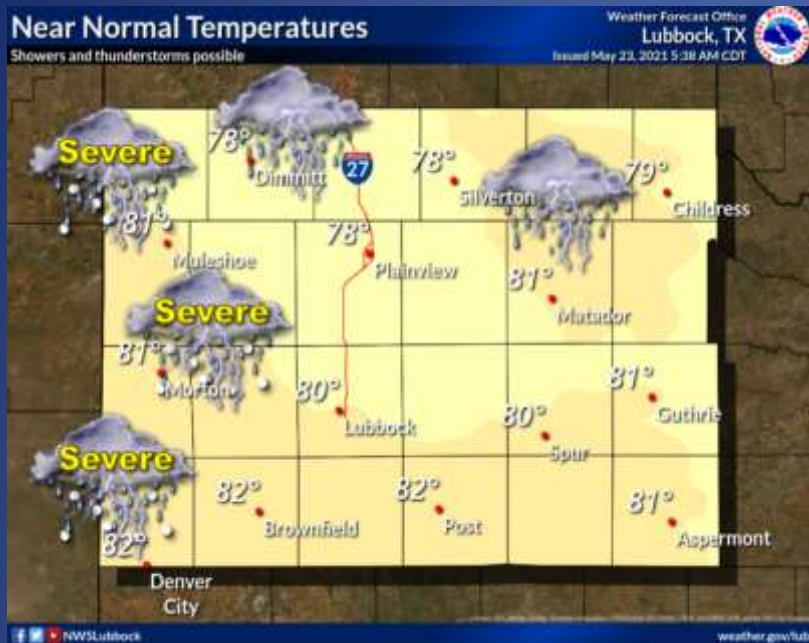 Near Normal Temperatures
Showers and thunderstorms possible
Weather Forecast Office
Lubbock, TX
Issued May 23, 2021 5:38 AM CDT
Severe
78°
Dimmitt
27
78°
Silverton
79°
Childress
81°
Muleshoe
78°
Plainview
81°
Matador
Severe
81°
Morton
80°
Lubbock
80°
Spur
81°
Guthrie
Severe
82°
Denver
City
82°
Brownfield
82°
Post
81°
Aspermont
NWSLubbock
weather.gov/lub